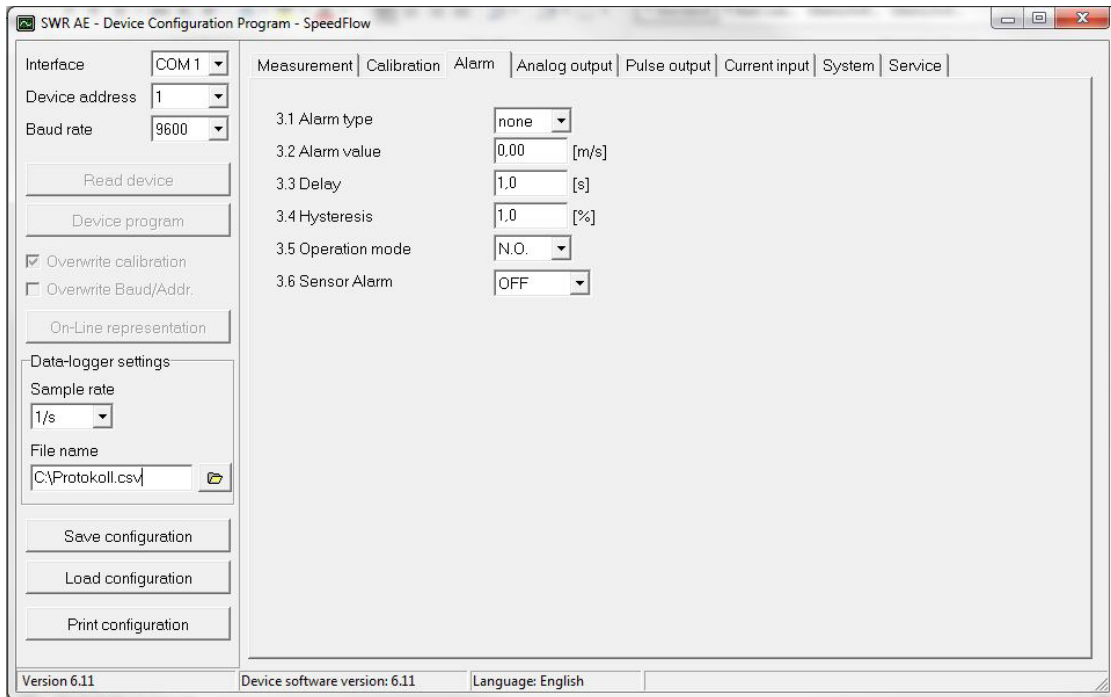 SWR AE - Device Configuration Program - SpeedFlow
Interface
COM 1
Device address
1
Baud rate
9600
Read device
Device program
Overwrite calibration
Overwrite Baud/Addr.
On-Line representation
Data-logger settings
Sample rate
1/s
File name
C:\Protokoll.csv
Save configuration
Load configuration
Print configuration
Measurement
Calibration
Alarm
Analog output
Pulse output
Current input
System
Service
3.1 Alarm type
none
3.2 Alarm value
0,00
[m/s]
3.3 Delay
1,0
[s]
3.4 Hysteresis
1,0
[%]
3.5 Operation mode
N.O.
3.6 Sensor Alarm
OFF
Version 6.11
Device software version: 6.11
Language: English